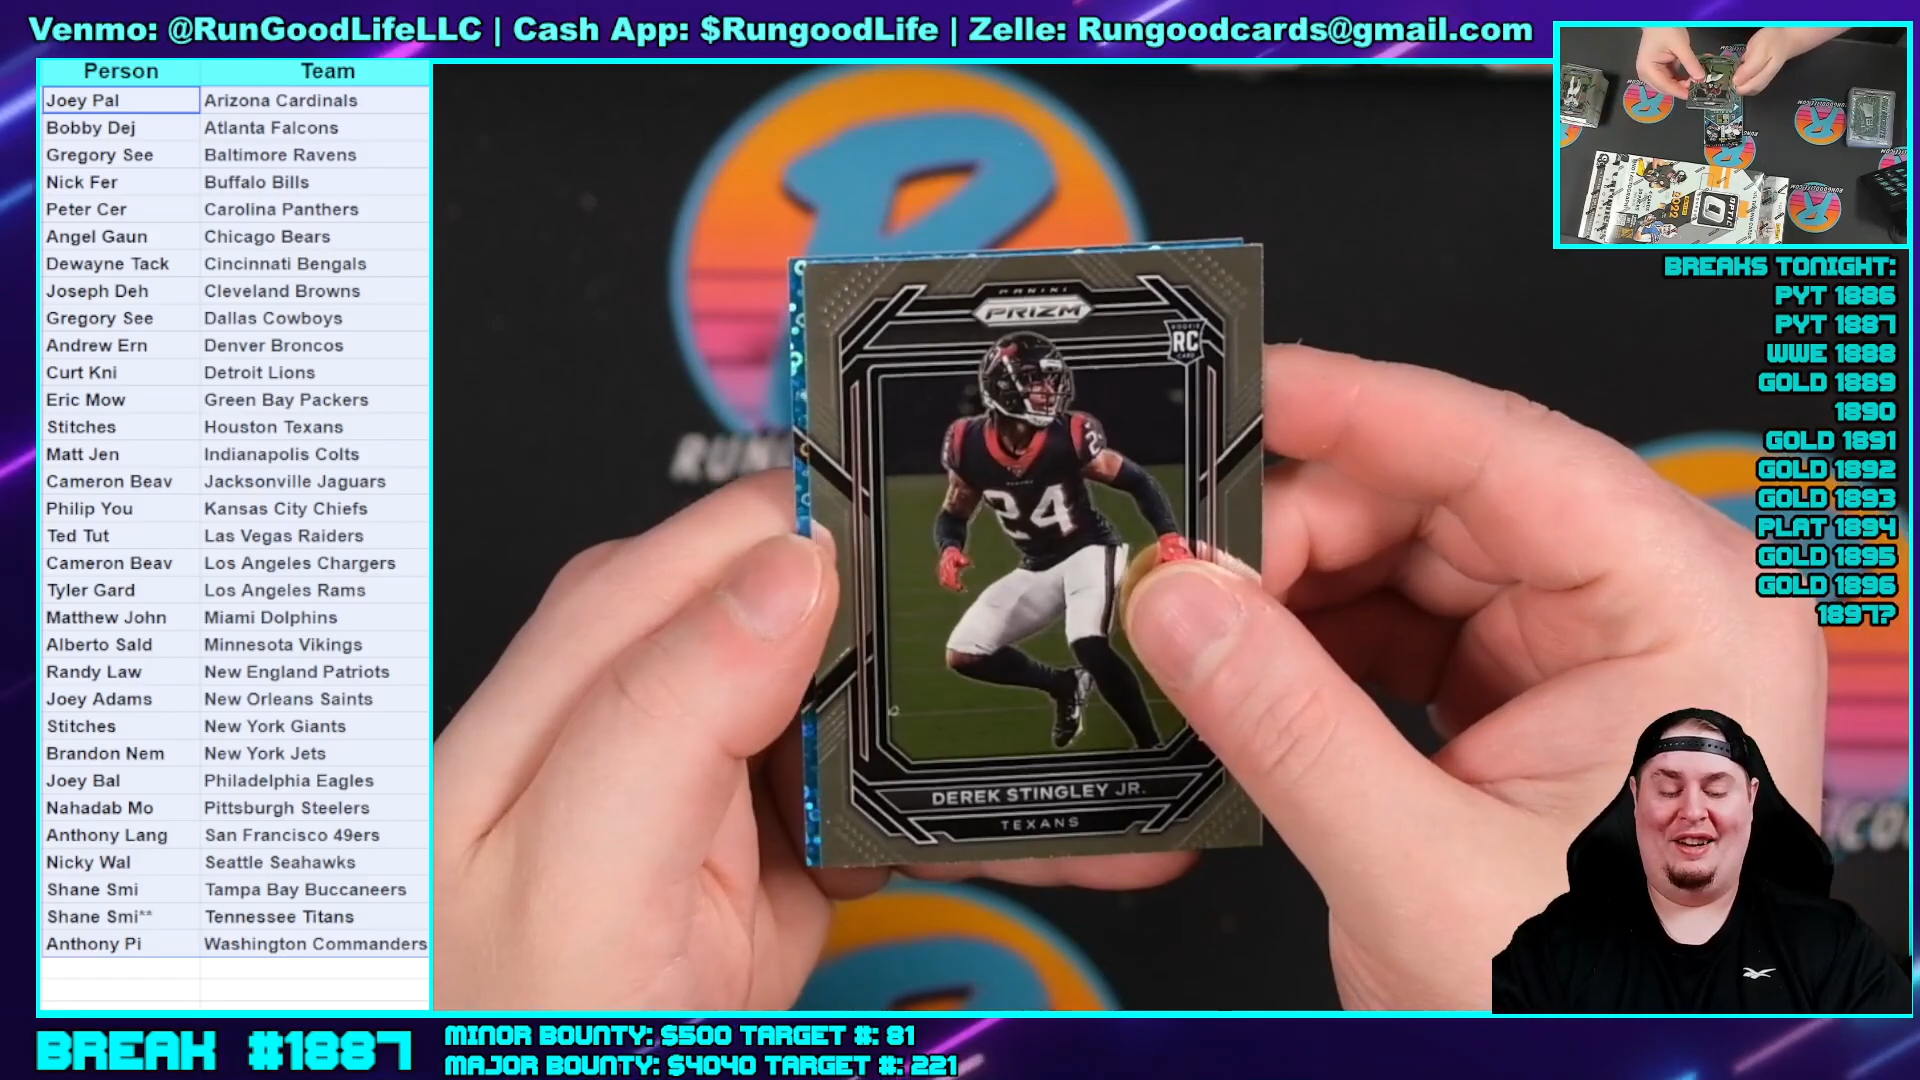 Venmo: @RunGoodLifeLLC | Cash App: $RungoodLife | Zelle: Rungoodcards@gmail.com
Person Team
Joey Pal Arizona Cardinals
Bobby Dej Atlanta Falcons
Gregory See Baltimore Ravens
Nick Fer Buffalo Bills
Peter Cer Carolina Panthers
Angel Gaun Chicago Bears
Dewayne Tack Cincinnati Bengals
Joseph Deh Cleveland Browns
Gregory See Dallas Cowboys
Andrew Ern Denver Broncos
Curt Kni Detroit Lions
Eric Mow Green Bay Packers
Stitches Houston Texans
Matt Jen Indianapolis Colts
Cameron Beav Jacksonville Jaguars
Philip You Kansas City Chiefs
Ted Tut Las Vegas Raiders
Cameron Beav Los Angeles Chargers
Tyler Gard Los Angeles Rams
Matthew John Miami Dolphins
Alberto Sald Minnesota Vikings
Randy Law New England Patriots
Joey Adams New Orleans Saints
Stitches New York Giants
Brandon Nem New York Jets
Joey Bal Philadelphia Eagles
Nahadab Mo Pittsburgh Steelers
Anthony Lang San Francisco 49ers
Nicky Wal Seattle Seahawks
Shane Smi Tampa Bay Buccaneers
Shane Smi** Tennessee Titans
Anthony Pi Washington Commanders
PANINI
PRIZM
ROOKIE
RC
CARD
24
DEREK STINGLEY JR.
TEXANS
OPTIC
2022
BREAKS TONIGHT:
PYT 1886
PYT 1887
WWE 1888
GOLD 1889
1890
GOLD 1891
GOLD 1892
GOLD 1893
PLAT 1894
GOLD 1895
GOLD 1896
1897?
BREAK #1887
MINOR BOUNTY: $500 TARGET #: 81
MAJOR BOUNTY: $4040 TARGET #: 221